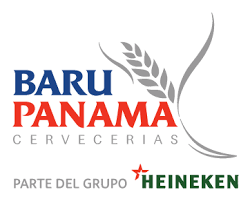 BARU
PANAMA
CERVECERIAS
PARTE DEL GRUPO HEINEKEN